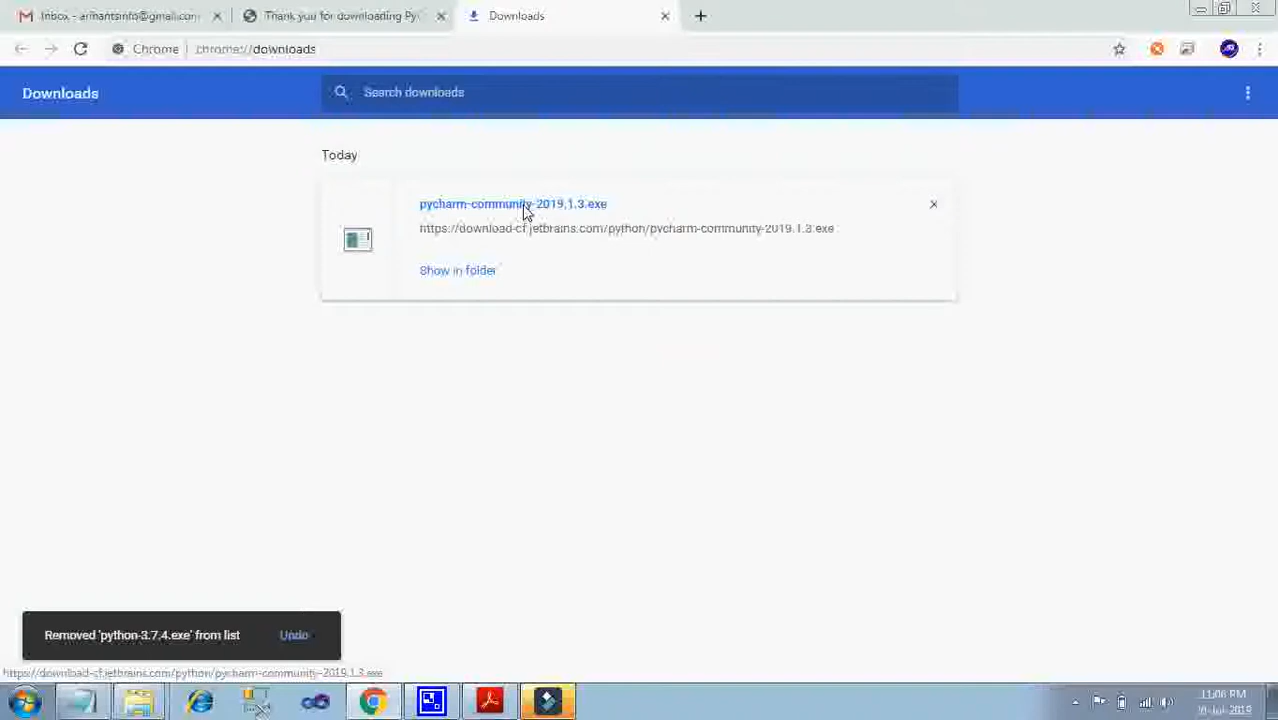 Inbox - armantsinfo@gmail.com
Thank you for downloading Py
Downloads
Chrome
chrome://downloads
Downloads
Search downloads
Today
pycharm-community-2019.1.3.exe
https://download-cf.jetbrains.com/python/pycharm-community-2019.1.3.exe
Show in folder
Removed 'python-3.7.4.exe' from list
Undo
https://download-cf.jetbrains.com/python/pycharm-community-2019.1.3.exe
11:06 PM